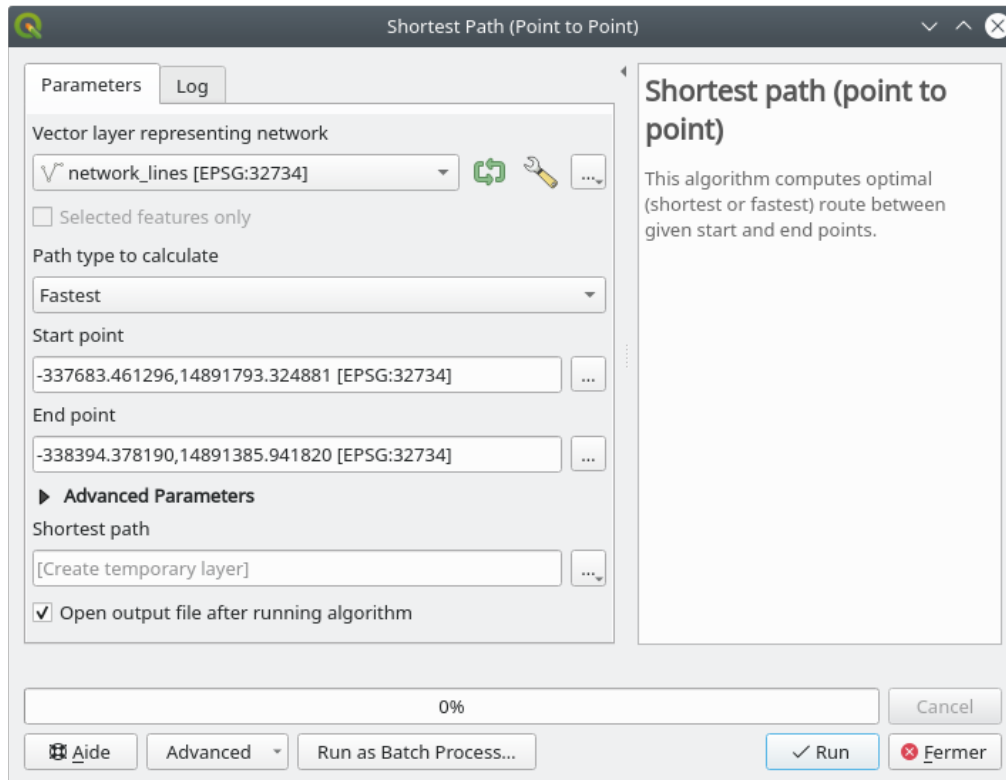 Shortest Path (Point to Point)
Parameters
Log
Vector layer representing network
network_lines [EPSG:32734]
...
Selected features only
Path type to calculate
Fastest
Start point
-337683.461296,14891793.324881 [EPSG:32734]
...
End point
-338394.378190,14891385.941820 [EPSG:32734]
...
Advanced Parameters
Shortest path
[Create temporary layer]
...
Open output file after running algorithm
Shortest path (point to
point)
This algorithm computes optimal
(shortest or fastest) route between
given start and end points.
0%
Cancel
Aide
Advanced
Run as Batch Process...
Run
Fermer